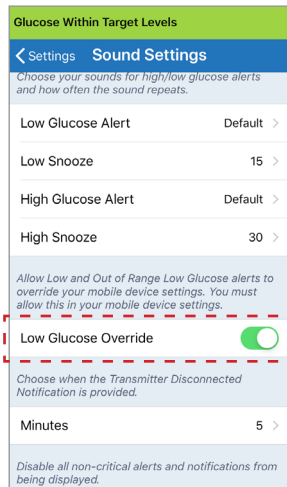 Glucose Within Target Levels
Settings Sound Settings
Choose your sounds for high/low glucose alerts
and how often the sound repeats.
Low Glucose Alert Default
Low Snooze 15
High Glucose Alert Default
High Snooze 30
Allow Low and Out of Range Low Glucose alerts to
override your mobile device settings. You must
allow this in your mobile device settings.
Low Glucose Override
Choose when the Transmitter Disconnected
Notification is provided.
Minutes 5
Disable all non-critical alerts and notifications from
being displayed.